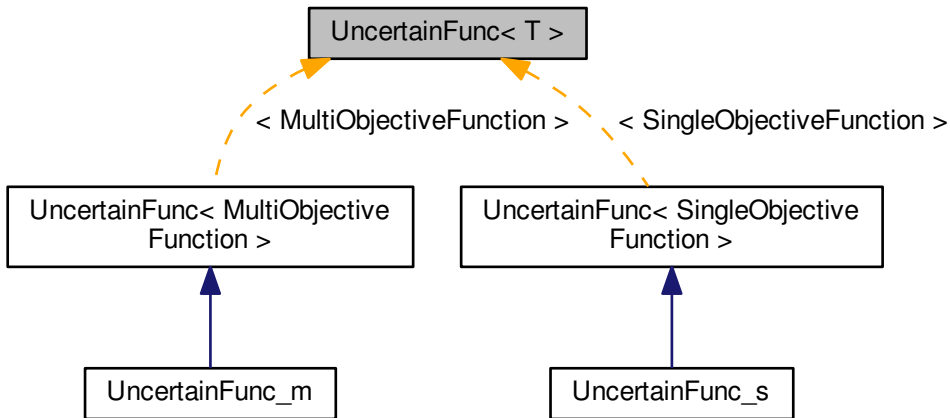 UncertainFunc< T >
< MultiObjectiveFunction >
< SingleObjectiveFunction >
UncertainFunc< MultiObjective
Function >
UncertainFunc< SingleObjective
Function >
UncertainFunc_m
UncertainFunc_s